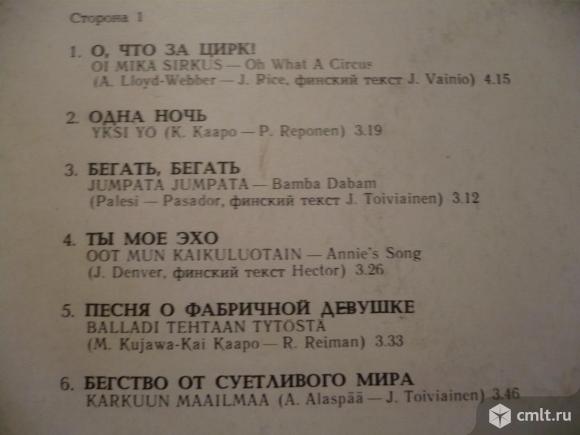 Сторона 1
1. О, ЧТО ЗА ЦИРК!
OI MIKA SIRKUS — Oh What A Circus
(A. Lloyd-Webber — J. Rice, финский текст J. Vainio) 4.15
2. ОДНА НОЧЬ
YKSI YÖ (K. Kaapo — P. Reponen) 3.19
3. БЕГАТЬ, БЕГАТЬ
JUMPATA JUMPATA — Bamba Dabam
(Palesi — Pasador, финский текст J. Toiviainen) 3.12
4. ТЫ МОЕ ЭХО
OOT MUN KAIKULUOTAIN — Annie's Song
(J. Denver, финский текст Hector) 3.26
5. ПЕСНЯ О ФАБРИЧНОЙ ДЕВУШКЕ
BALLADI TEHTAAN TYTÖSTÄ
(M. Kujawa-Kai Kaapo — R. Reiman) 3.33
6. БЕГСТВО ОТ СУЕТЛИВОГО МИРА
KARKUUN MAAILMAA (A. Alaspää — J. Toiviainen) 3.46
cmlt.ru